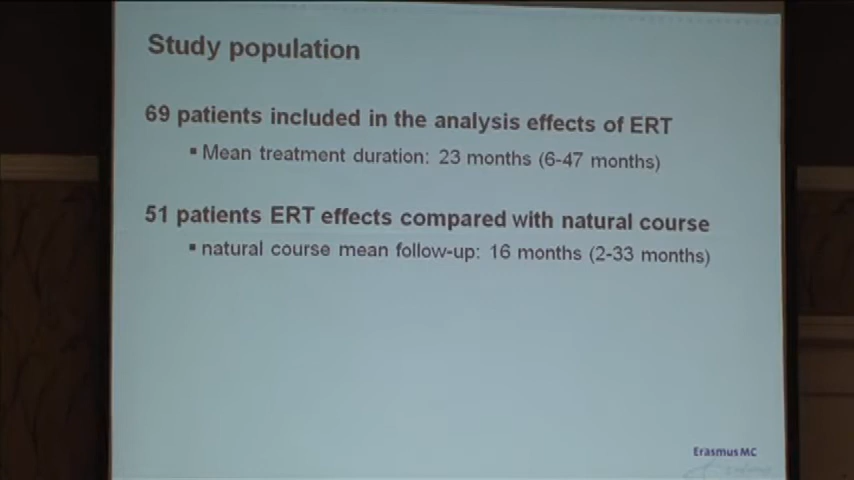 Study population
69 patients included in the analysis effects of ERT
▪ Mean treatment duration: 23 months (6-47 months)
51 patients ERT effects compared with natural course
▪ natural course mean follow-up: 16 months (2-33 months)
Erasmus MC